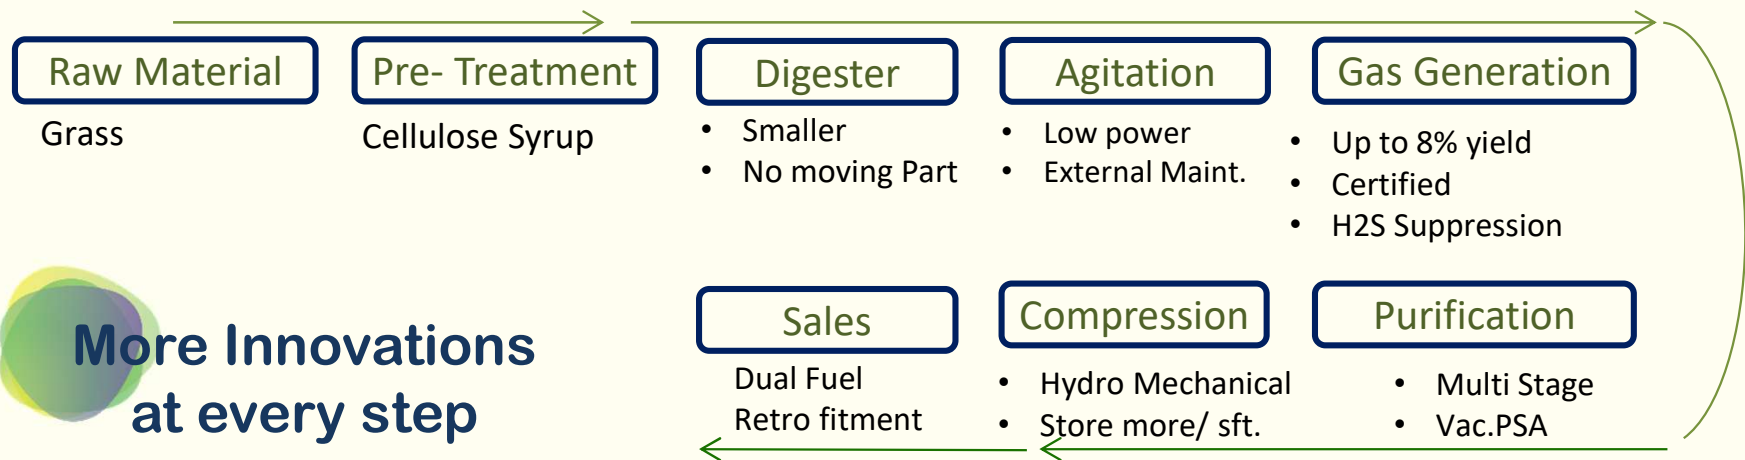 Raw Material
Grass
Pre- Treatment
Cellulose Syrup
Digester
• Smaller
• No moving Part
Agitation
• Low power
• External Maint.
Gas Generation
• Up to 8% yield
• Certified
• H2S Suppression
More Innovations
at every step
Sales
Dual Fuel
Retro fitment
Compression
• Hydro Mechanical
• Store more/ sft.
Purification
• Multi Stage
• Vac.PSA